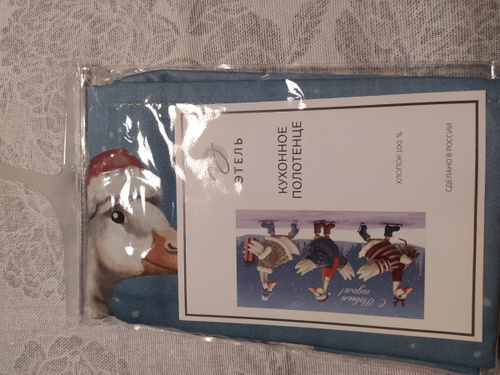 ЭТЕЛЬ
КУХОННОЕ
ПОЛОТЕНЦЕ
ХЛОПОК 100 %
СДЕЛАНО В РОССИИ
С Новым
годом!